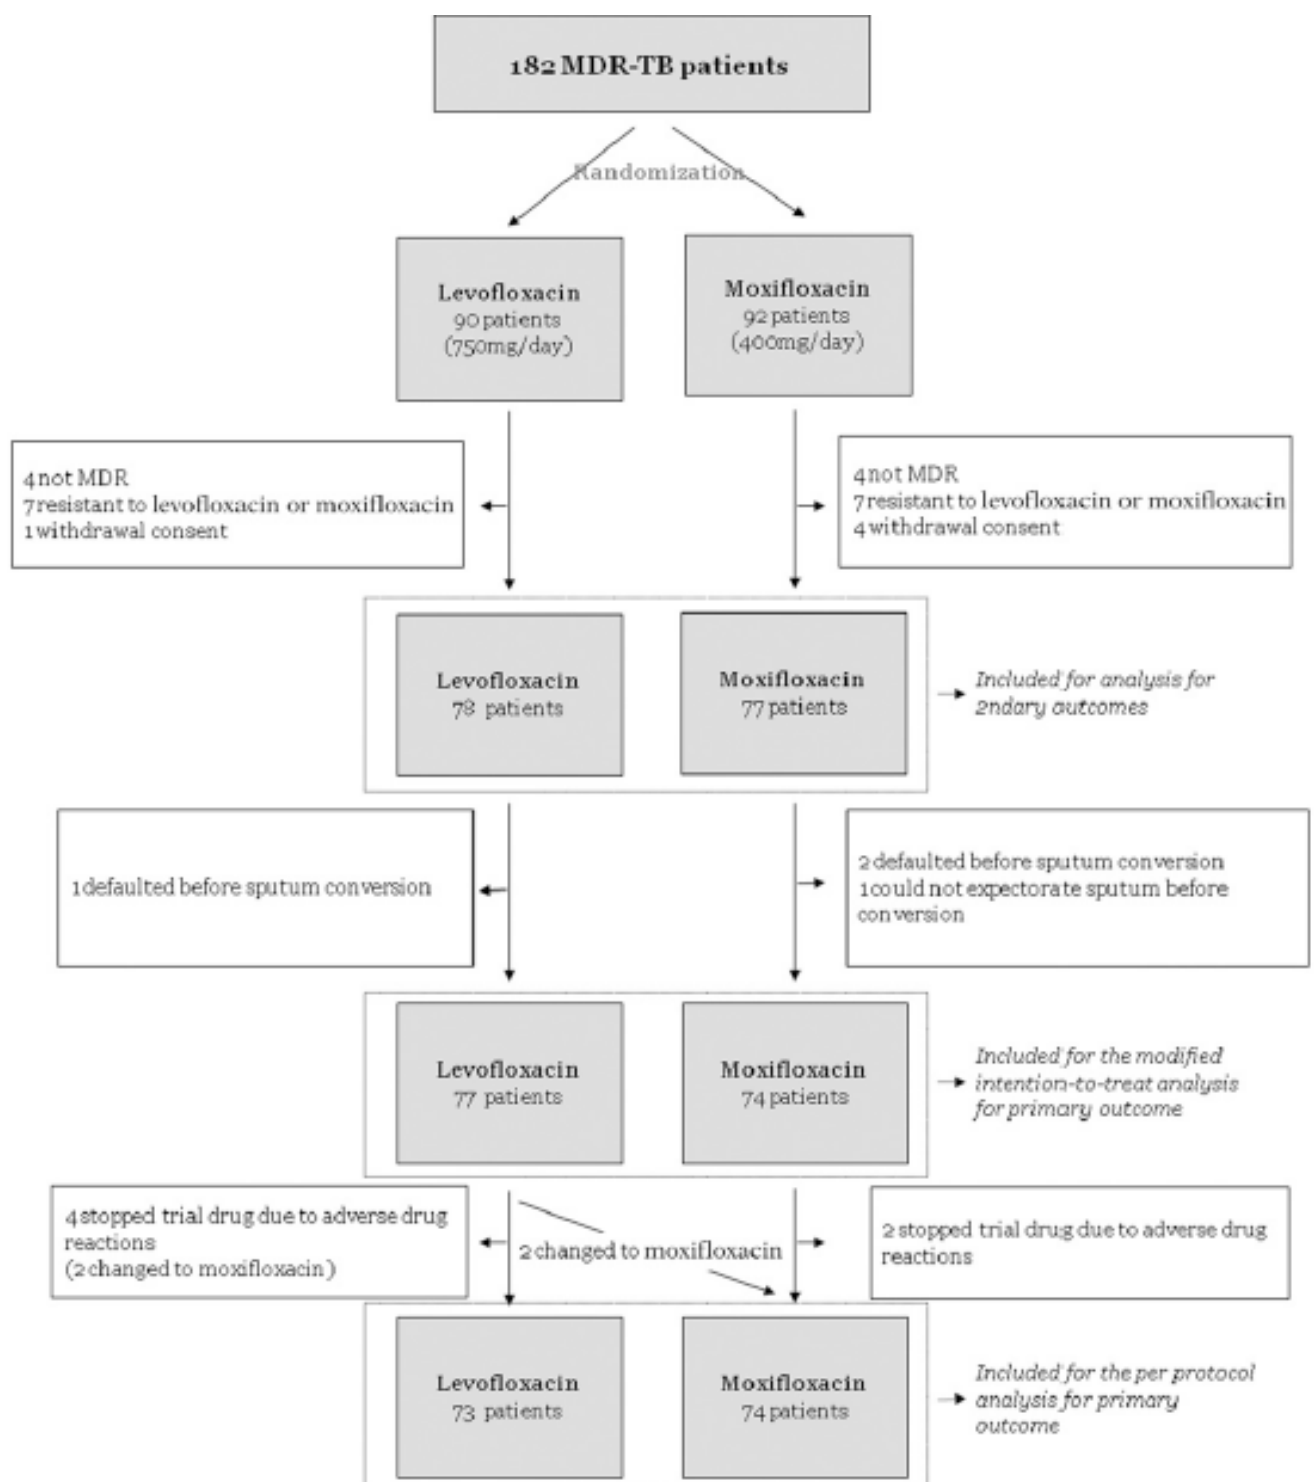 182 MDR-TB patients
Randomization
Levofloxacin
90 patients
(750mg/day)
Moxifloxacin
92 patients
(400mg/day)
4 not MDR
7 resistant to levofloxacin or moxifloxacin
1 withdrawal consent
4 not MDR
7 resistant to levofloxacin or moxifloxacin
4 withdrawal consent
Levofloxacin
78 patients
Moxifloxacin
77 patients
Included for analysis for
2ndary outcomes
1 defaulted before sputum conversion
2 defaulted before sputum conversion
1 could not expectorate sputum before
conversion
Levofloxacin
77 patients
Moxifloxacin
74 patients
Included for the modified
intention-to-treat analysis
for primary outcome
4 stopped trial drug due to adverse drug
reactions
(2 changed to moxifloxacin)
2 changed to moxifloxacin
2 stopped trial drug due to adverse drug
reactions
Levofloxacin
73 patients
Moxifloxacin
74 patients
Included for the per protocol
analysis for primary
outcome